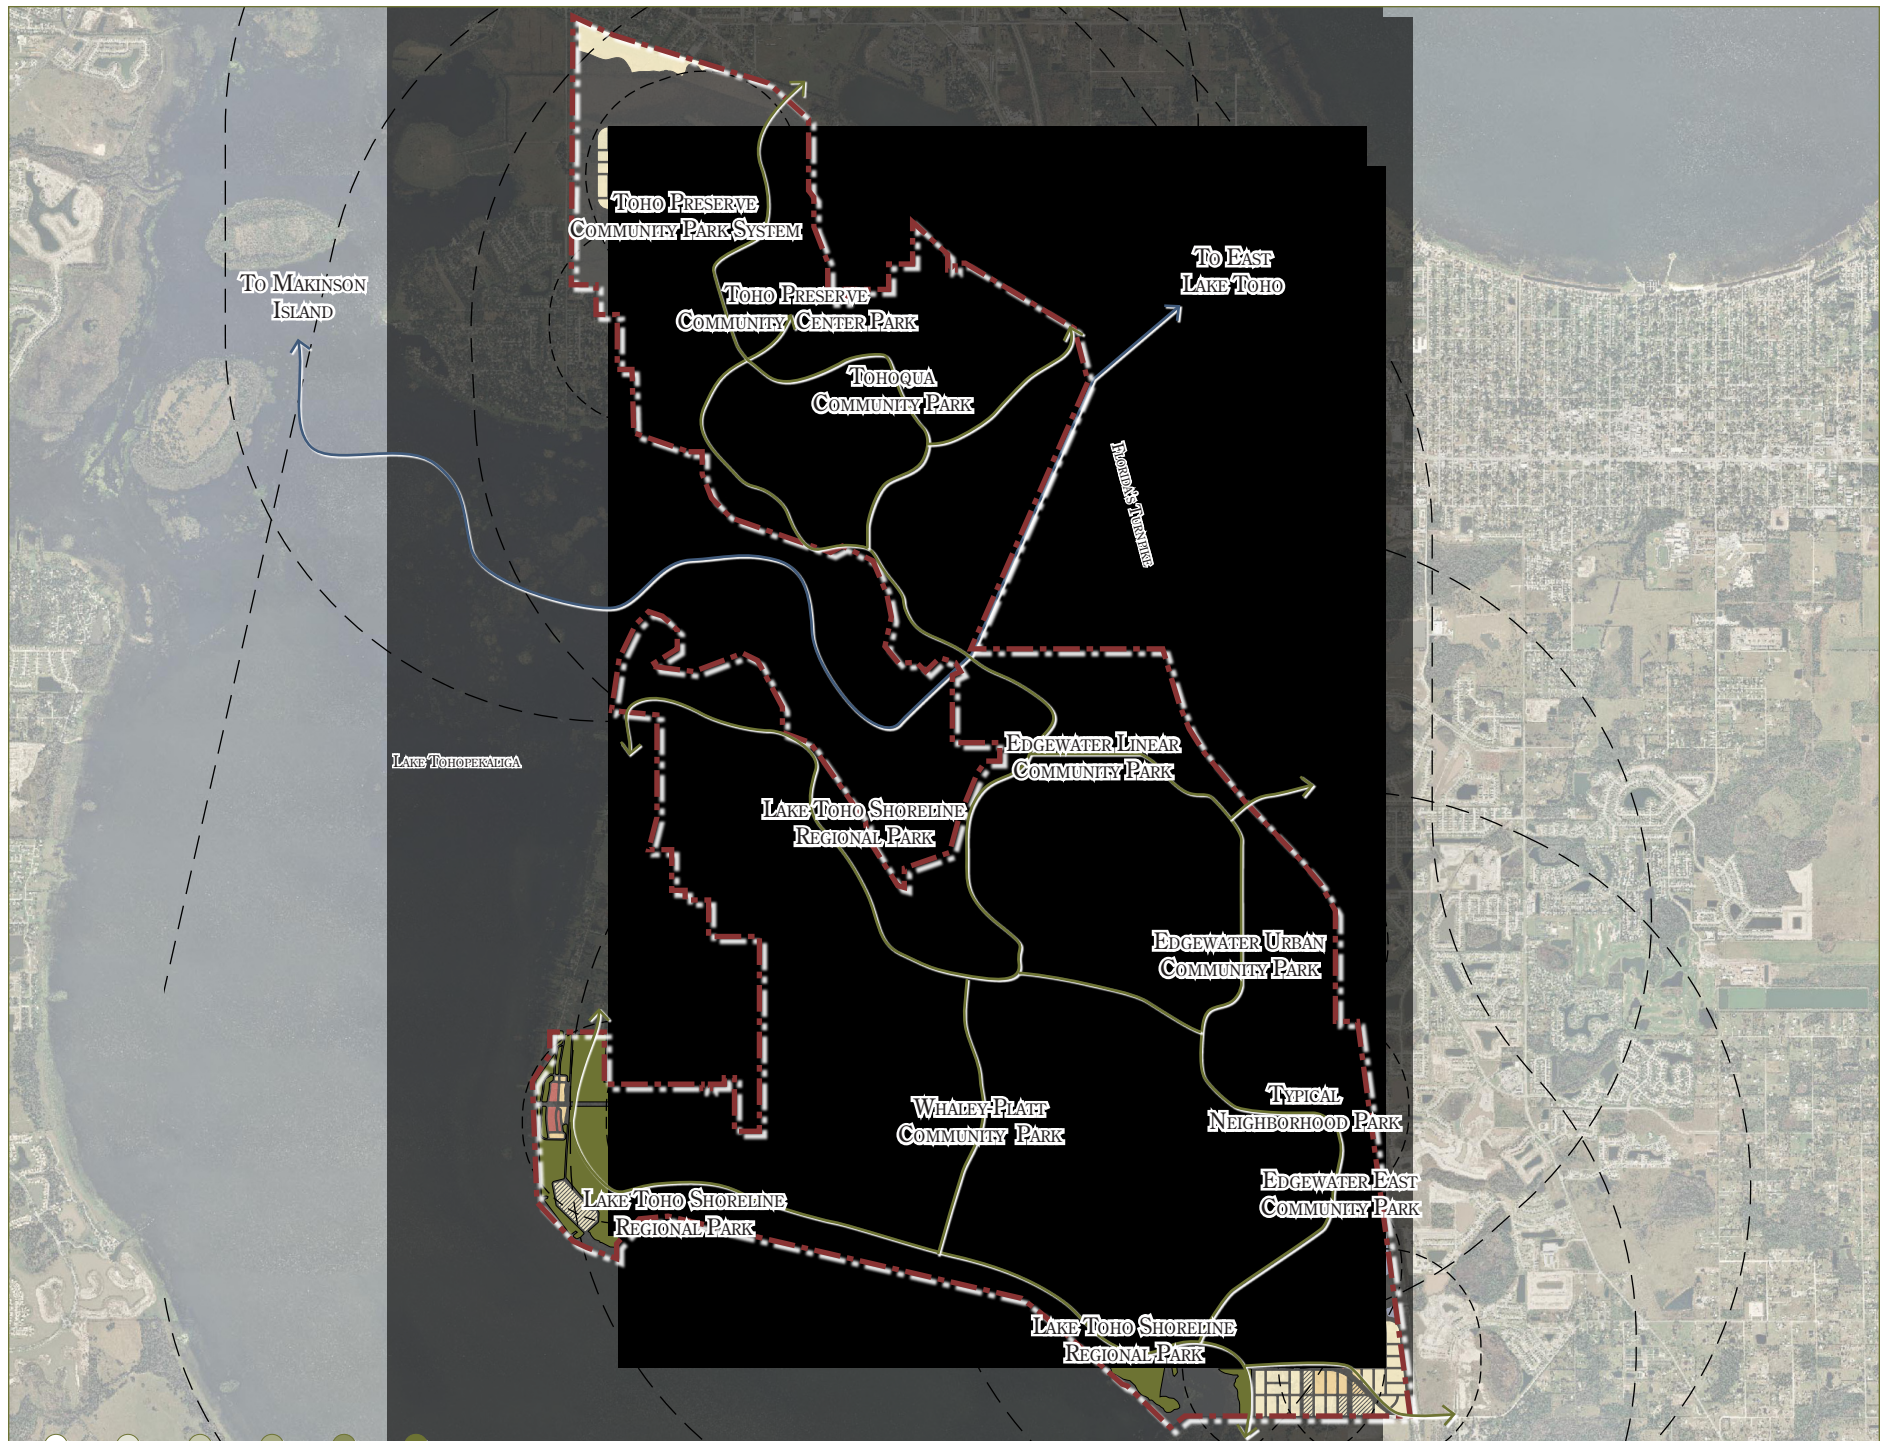 Toho Preserve
Community Park System
To East
Lake Toho
To Makinson
Island
Toho Preserve
Community Center Park
Tohoqua
Community Park
Florida's Turnpike
Edgewater Linear
Community Park
Lake Tohopekaliga
Lake Toho Shoreline
Regional Park
Edgewater Urban
Community Park
Typical
Neighborhood Park
Whaley-Platt
Community Park
Edgewater East
Community Park
Lake Toho Shoreline
Regional Park
Lake Toho Shoreline
Regional Park